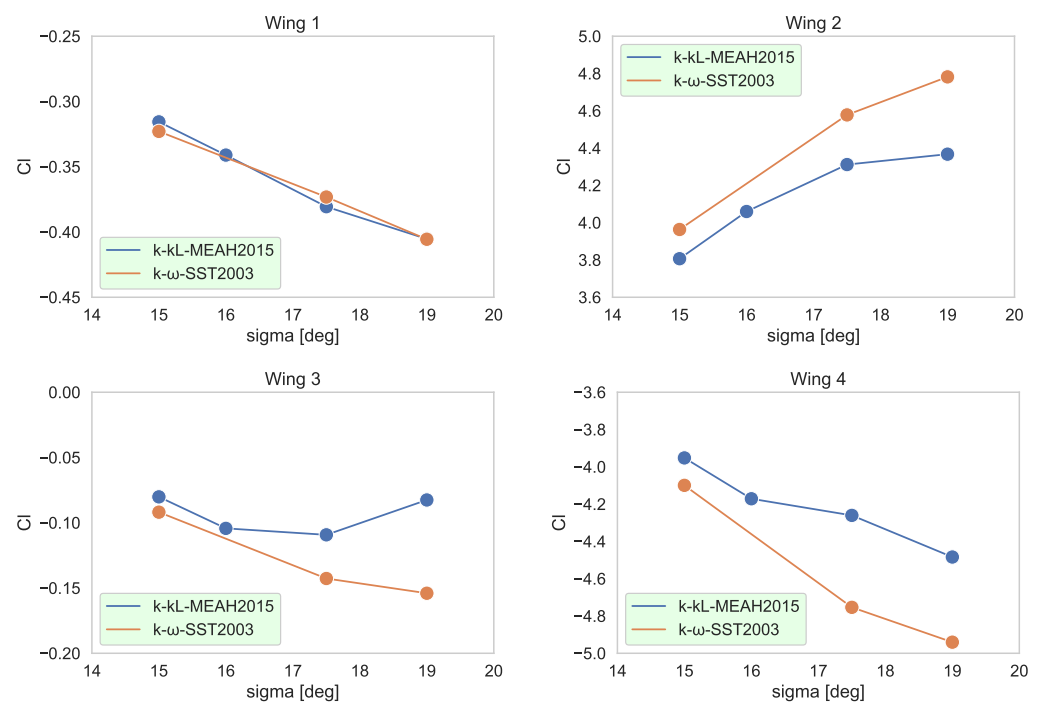 Wing 1
−0.25
−0.30
−0.35
−0.40
−0.45
Cl
k-kL-MEAH2015
k-ω-SST2003
14 15 16 17 18 19 20
sigma [deg]
Wing 2
5.0
4.8
4.6
4.4
4.2
4.0
3.8
3.6
Cl
k-kL-MEAH2015
k-ω-SST2003
14 15 16 17 18 19 20
sigma [deg]
Wing 3
0.00
−0.05
−0.10
−0.15
−0.20
Cl
k-kL-MEAH2015
k-ω-SST2003
14 15 16 17 18 19 20
sigma [deg]
Wing 4
−3.6
−3.8
−4.0
−4.2
−4.4
−4.6
−4.8
−5.0
Cl
k-kL-MEAH2015
k-ω-SST2003
14 15 16 17 18 19 20
sigma [deg]